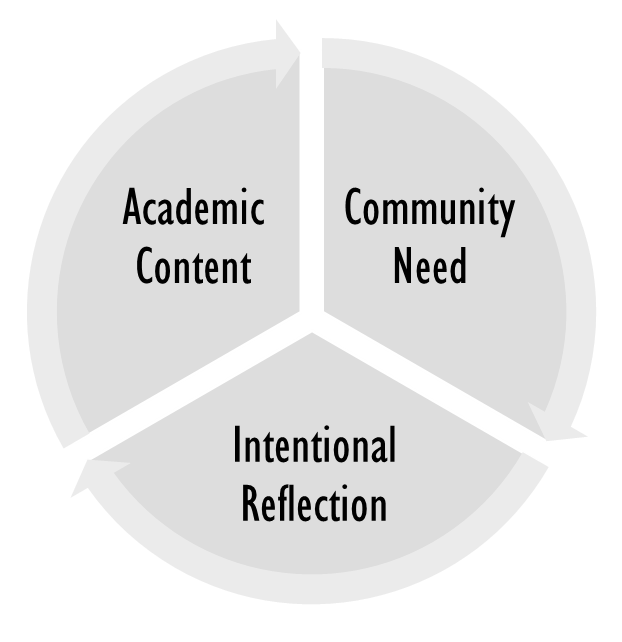 Academic
Content
Community
Need
Intentional
Reflection